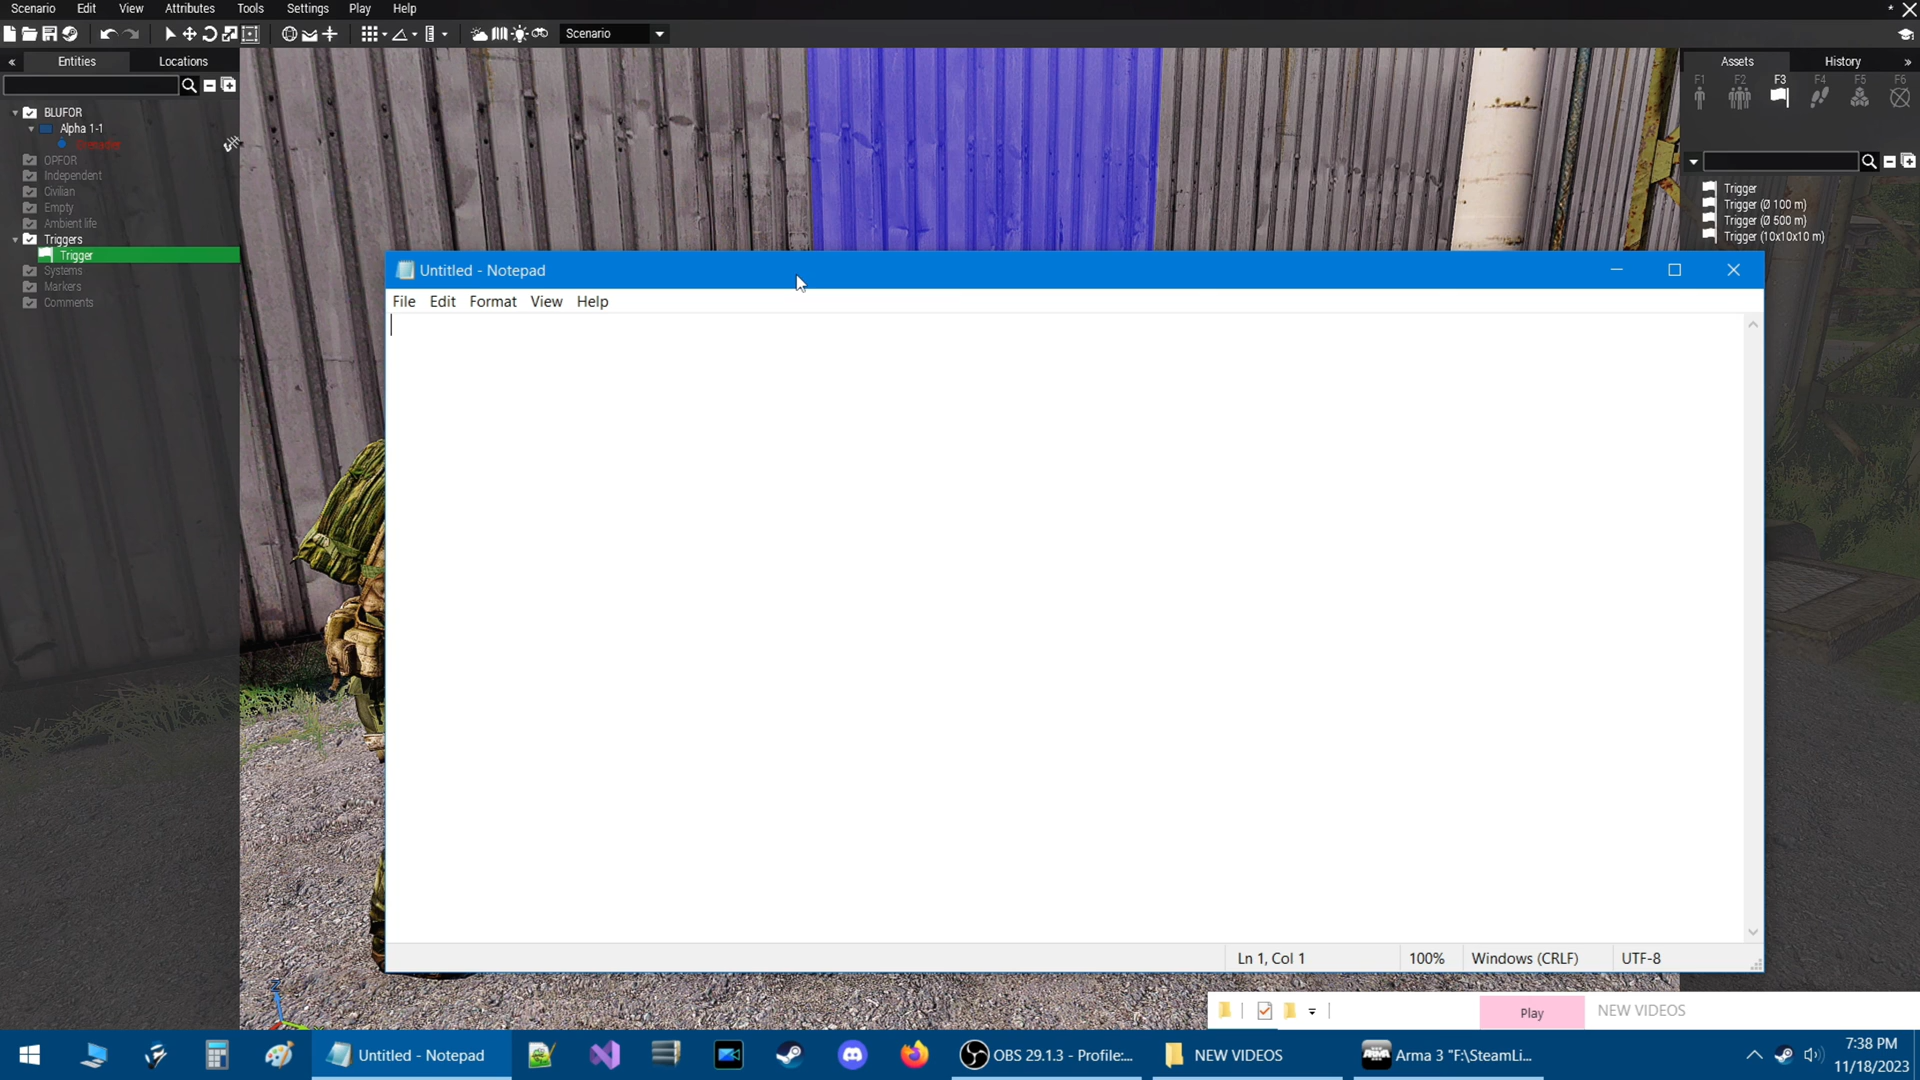 Scenario Edit View Attributes Tools Settings Play Help
Scenario
Entities Locations
Assets History
F1 F2 F3 F4 F5 F6
BLUFOR
Alpha 1-1
OPFOR
Independent
Civilian
Empty
Ambient life
Triggers
Trigger
Systems
Markers
Comments
Trigger
Trigger (Ø 100 m)
Trigger (Ø 500 m)
Trigger (10x10x10 m)
Untitled - Notepad
File Edit Format View Help
Ln 1, Col 1 100% Windows (CRLF) UTF-8
Play NEW VIDEOS
Untitled - Notepad
OBS 29.1.3 - Profile:...
NEW VIDEOS
Arma 3 "F:\SteamLi...
7:38 PM
11/18/2023